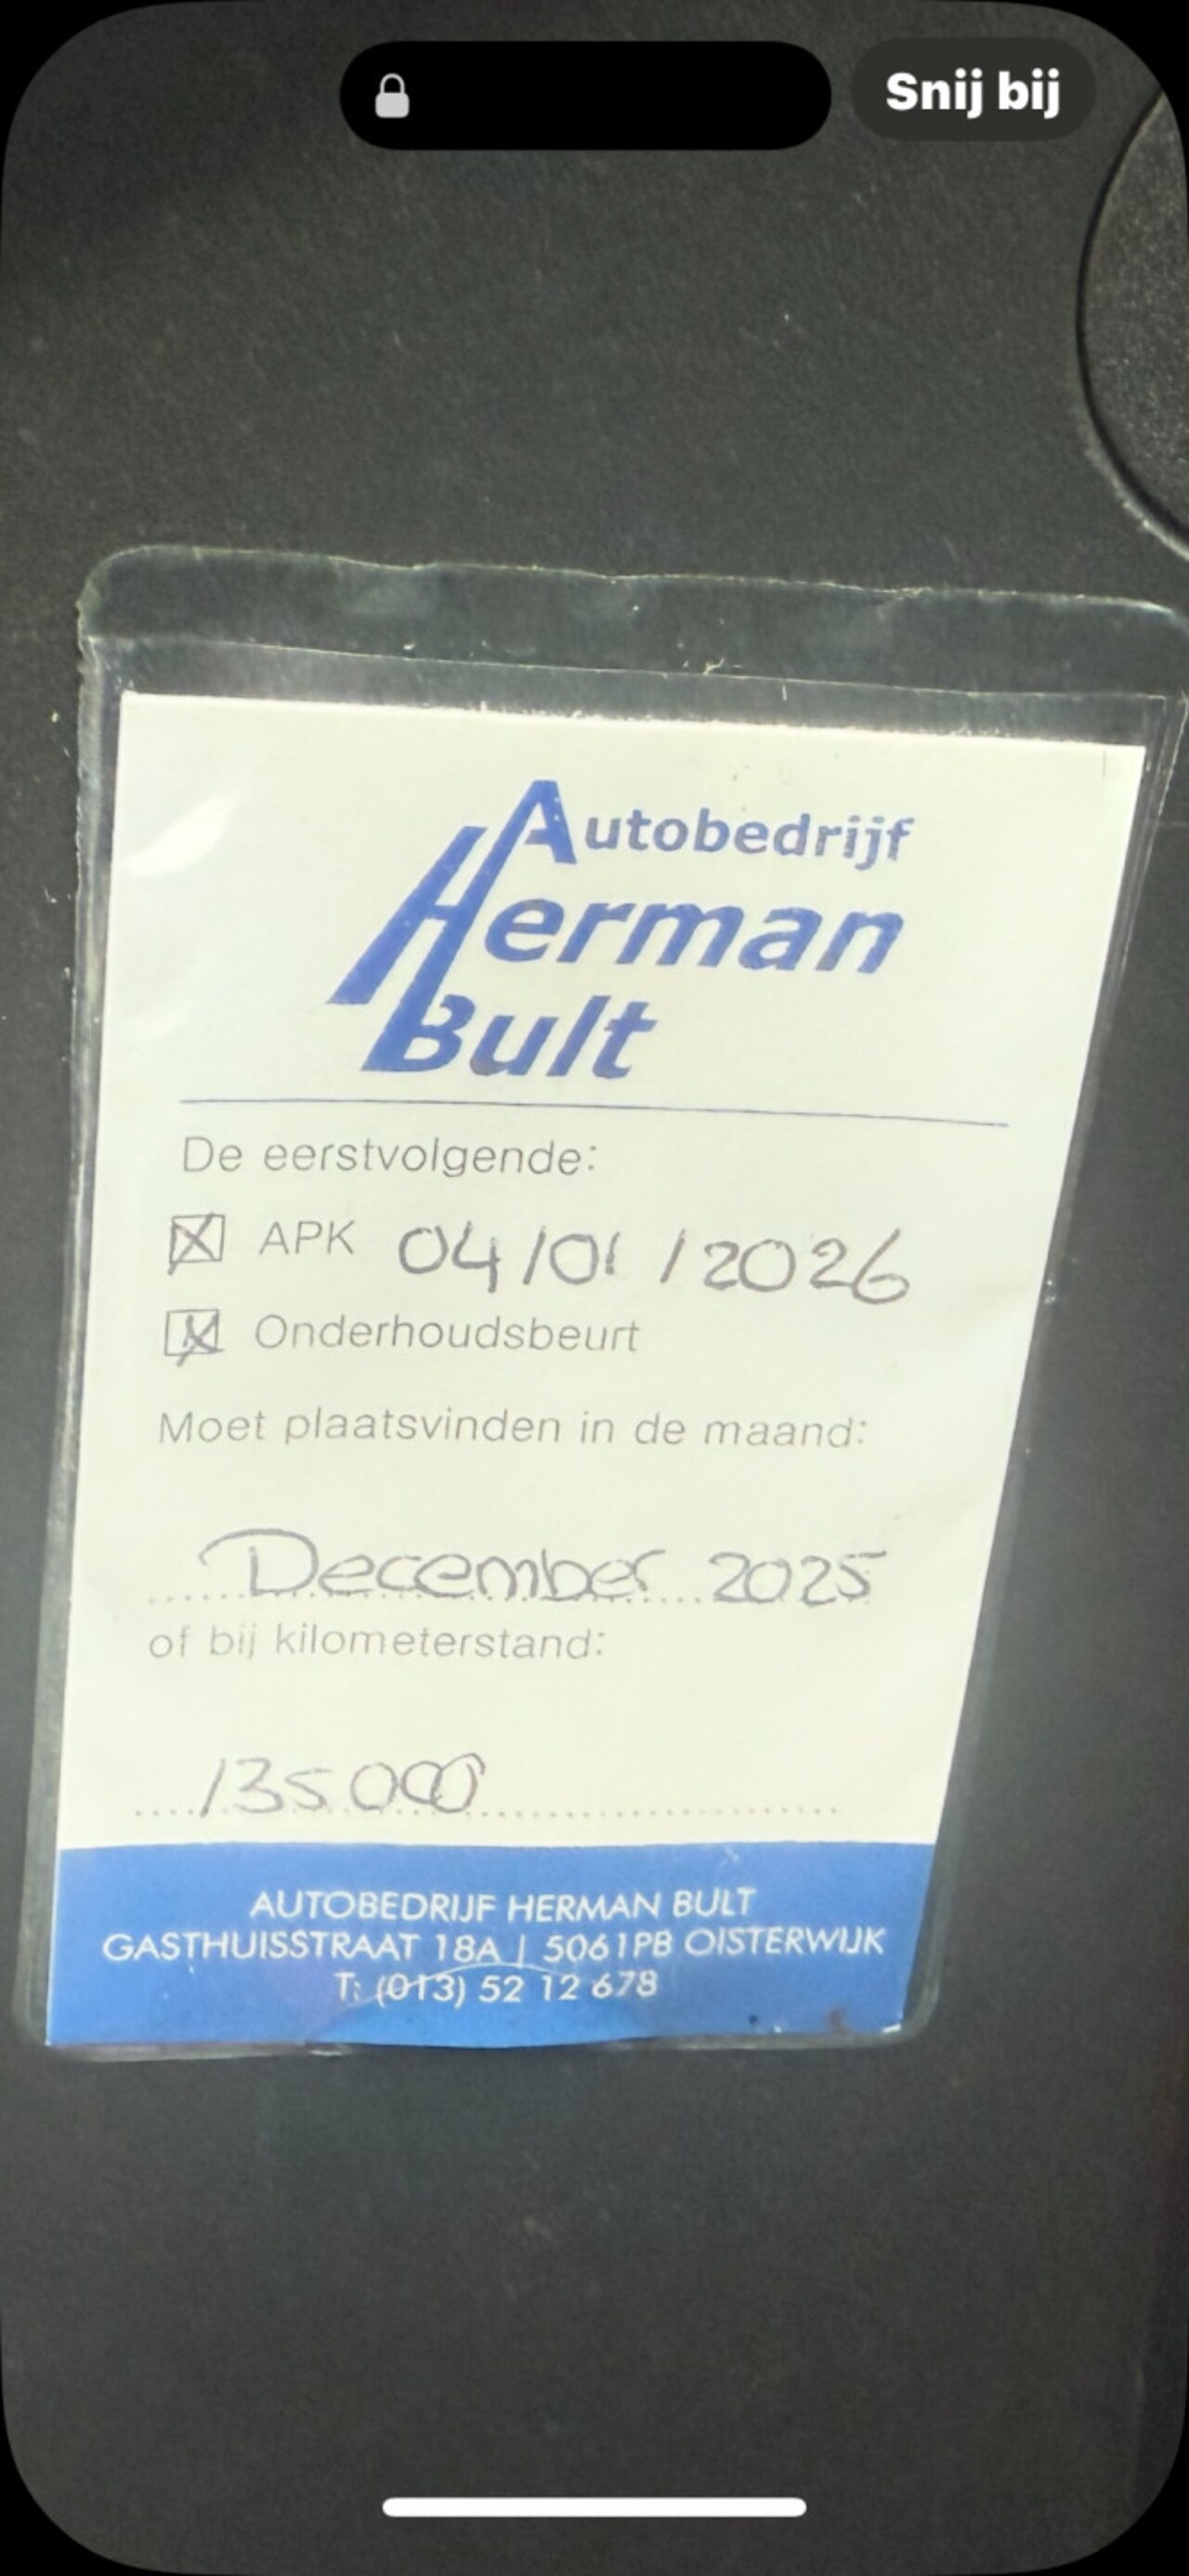 Snij bij
Autobedrijf
Herman
Bult
De eerstvolgende:
APK 04/01/2026
Onderhoudsbeurt
Moet plaatsvinden in de maand:
December 2025
of bij kilometerstand:
135.000
AUTOBEDRIJF HERMAN BULT
GASTHUISSTRAAT 18A | 5061PB OISTERWIJK
T: (013) 52 12 678